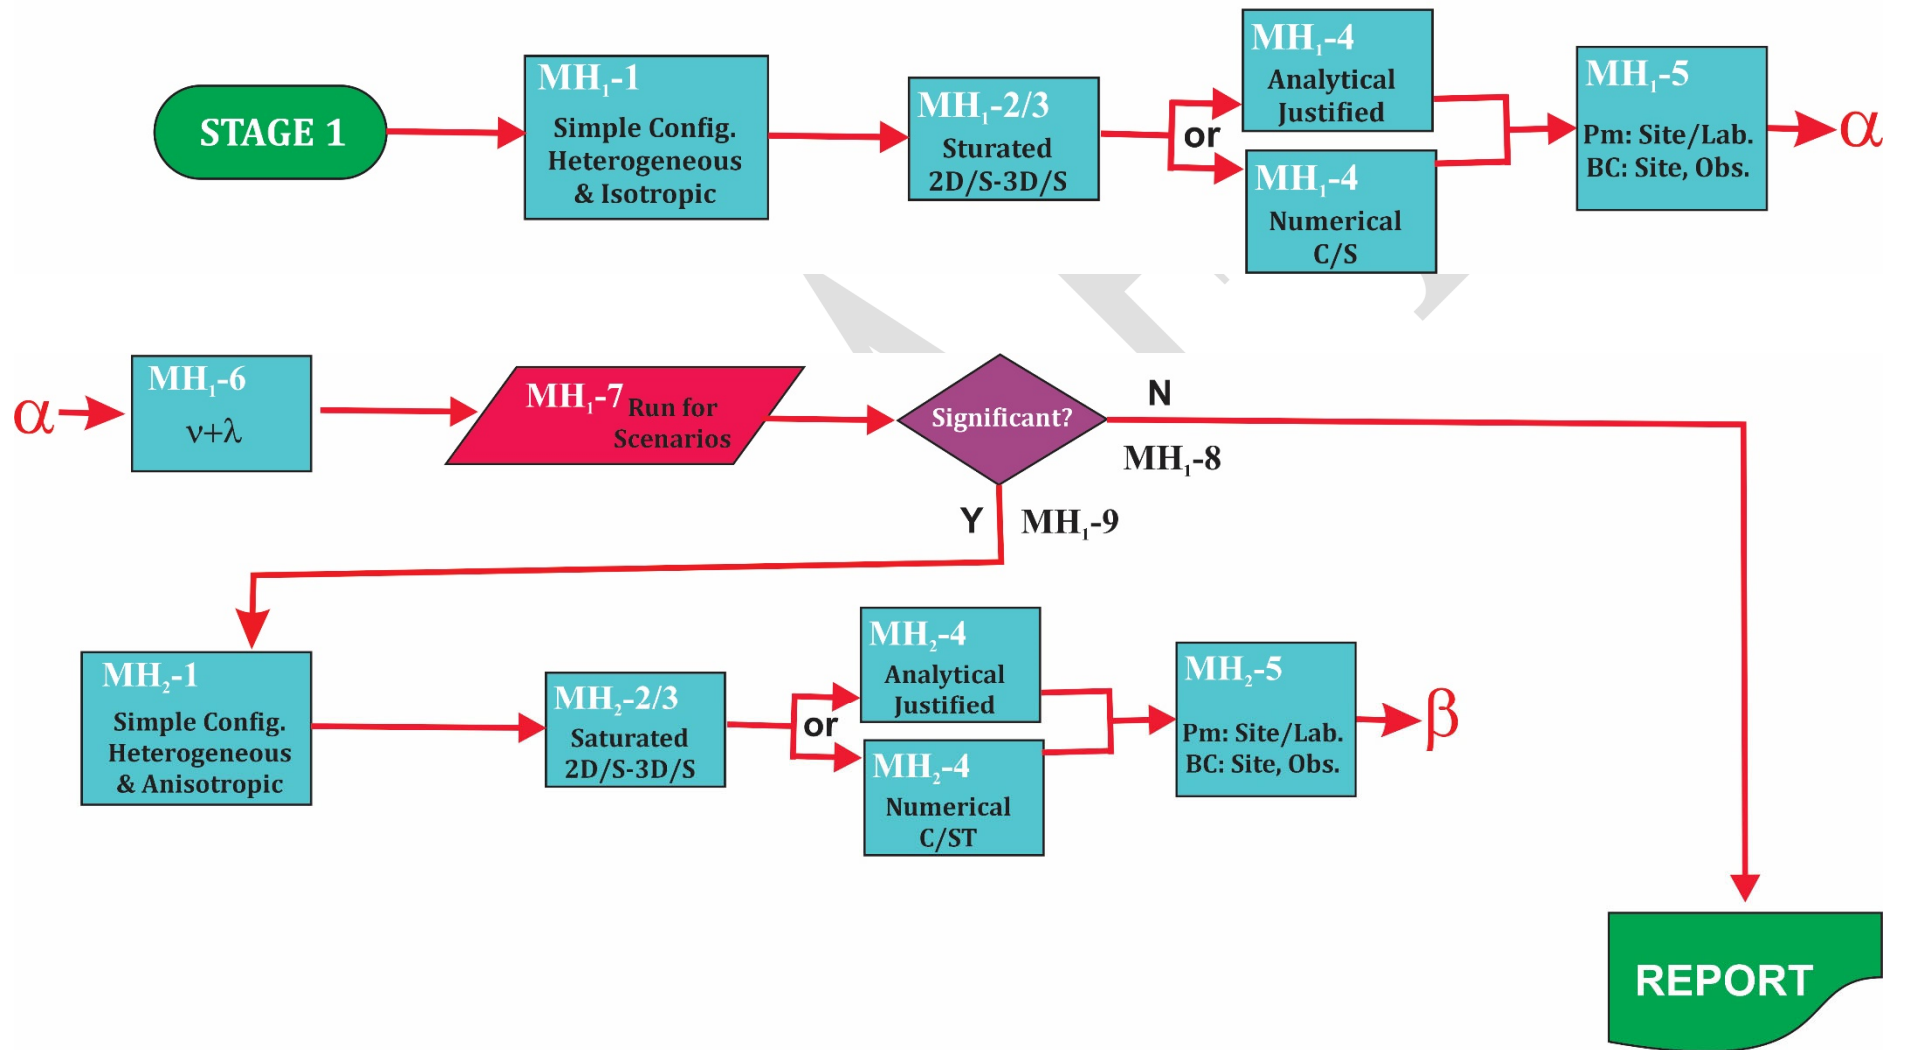 STAGE 1
MH₁-1
Simple Config.
Heterogeneous
& Isotropic
MH₁-2/3
Sturated
2D/S-3D/S
or
MH₁-4
Analytical
Justified
MH₁-4
Numerical
C/S
MH₁-5
Pm: Site/Lab.
BC: Site, Obs.
α
α
MH₁-6
ν+λ
MH₁-7
Run for
Scenarios
Significant?
N
MH₁-8
Y
MH₁-9
MH₂-1
Simple Config.
Heterogeneous
& Anisotropic
MH₂-2/3
Saturated
2D/S-3D/S
or
MH₂-4
Analytical
Justified
MH₂-4
Numerical
C/ST
MH₂-5
Pm: Site/Lab.
BC: Site, Obs.
β
REPORT